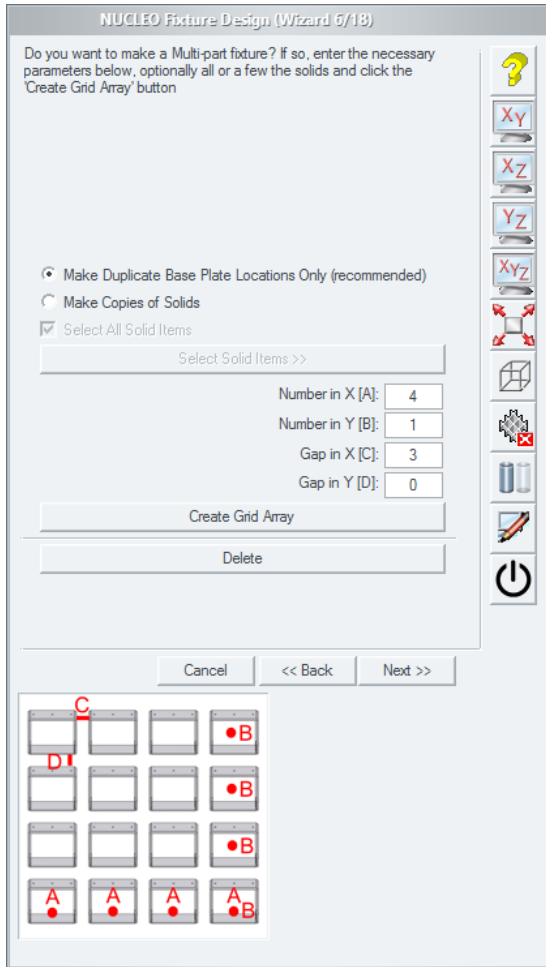 NUCLEO Fixture Design (Wizard 6/18)
Do you want to make a Multi-part fixture? If so, enter the necessary
parameters below, optionally all or a few the solids and click the
'Create Grid Array' button
XY
XZ
YZ
XYZ
Make Duplicate Base Plate Locations Only (recommended)
Make Copies of Solids
Select All Solid Items
Select Solid Items >>
Number in X [A]: 4
Number in Y [B]: 1
Gap in X [C]: 3
Gap in Y [D]: 0
Create Grid Array
Delete
Cancel << Back Next >>
C
B
D
B
B
A A A A
B